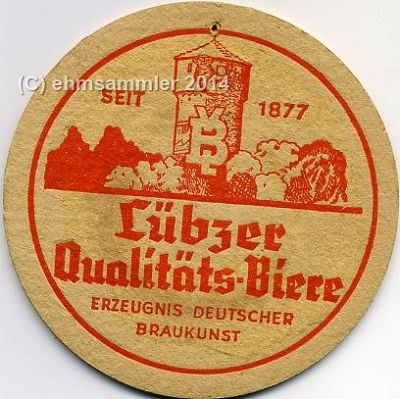 (C) ehmsammler 2014
SEIT 1877
Lübzer
Qualitäts-Biere
ERZEUGNIS DEUTSCHER
BRAUKUNST